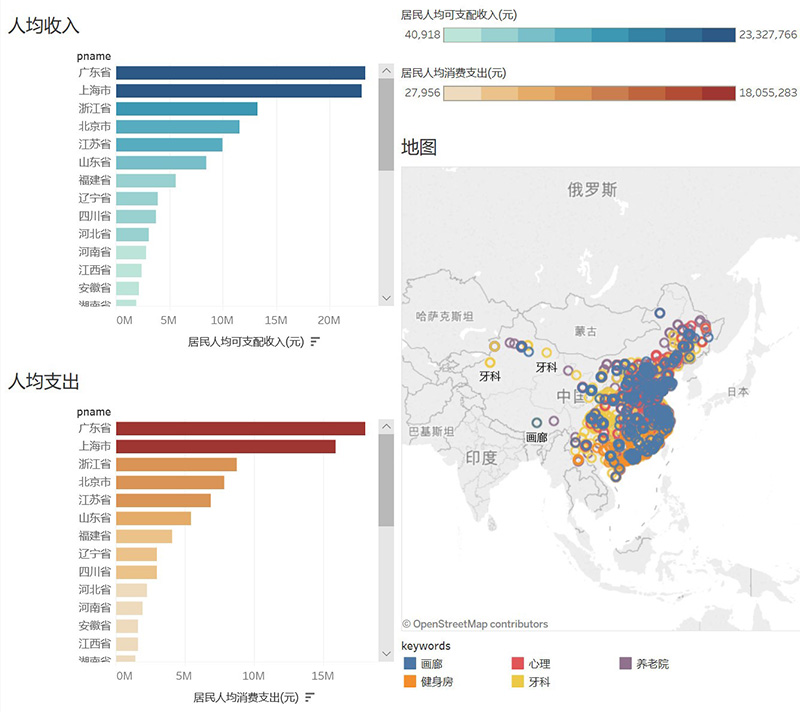 人均收入
pname
广东省
上海市
浙江省
北京市
江苏省
山东省
福建省
辽宁省
四川省
河北省
河南省
江西省
安徽省
湖南省
0M 5M 10M 15M 20M
居民人均可支配收入(元)
人均支出
pname
广东省
上海市
浙江省
北京市
江苏省
山东省
福建省
辽宁省
四川省
河北省
河南省
安徽省
江西省
湖南省
0M 5M 10M 15M
居民人均消费支出(元)
居民人均可支配收入(元)
40,918 23,327,766
居民人均消费支出(元)
27,956 18,055,283
地图
俄罗斯
哈萨克斯坦
蒙古
牙科
牙科
中国
日本
巴基斯坦
画廊
印度
© OpenStreetMap contributors
keywords
画廊 心理 养老院
健身房 牙科